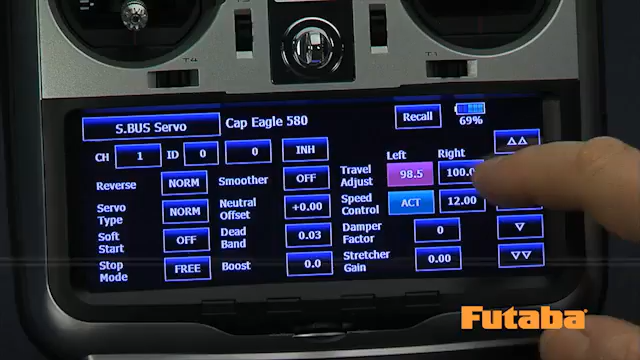 T4
T1
S.BUS Servo Cap Eagle 580 Recall 69%
CH 1 ID 0 0 INH
Left Right
Reverse NORM Smoother OFF Travel Adjust 98.5 100.0
Servo Type NORM Neutral Offset +0.00 Speed Control ACT 12.00
Soft Start OFF Dead Band 0.03 Damper Factor 0
Stop Mode FREE Boost 0.0 Stretcher Gain 0.00
Futaba